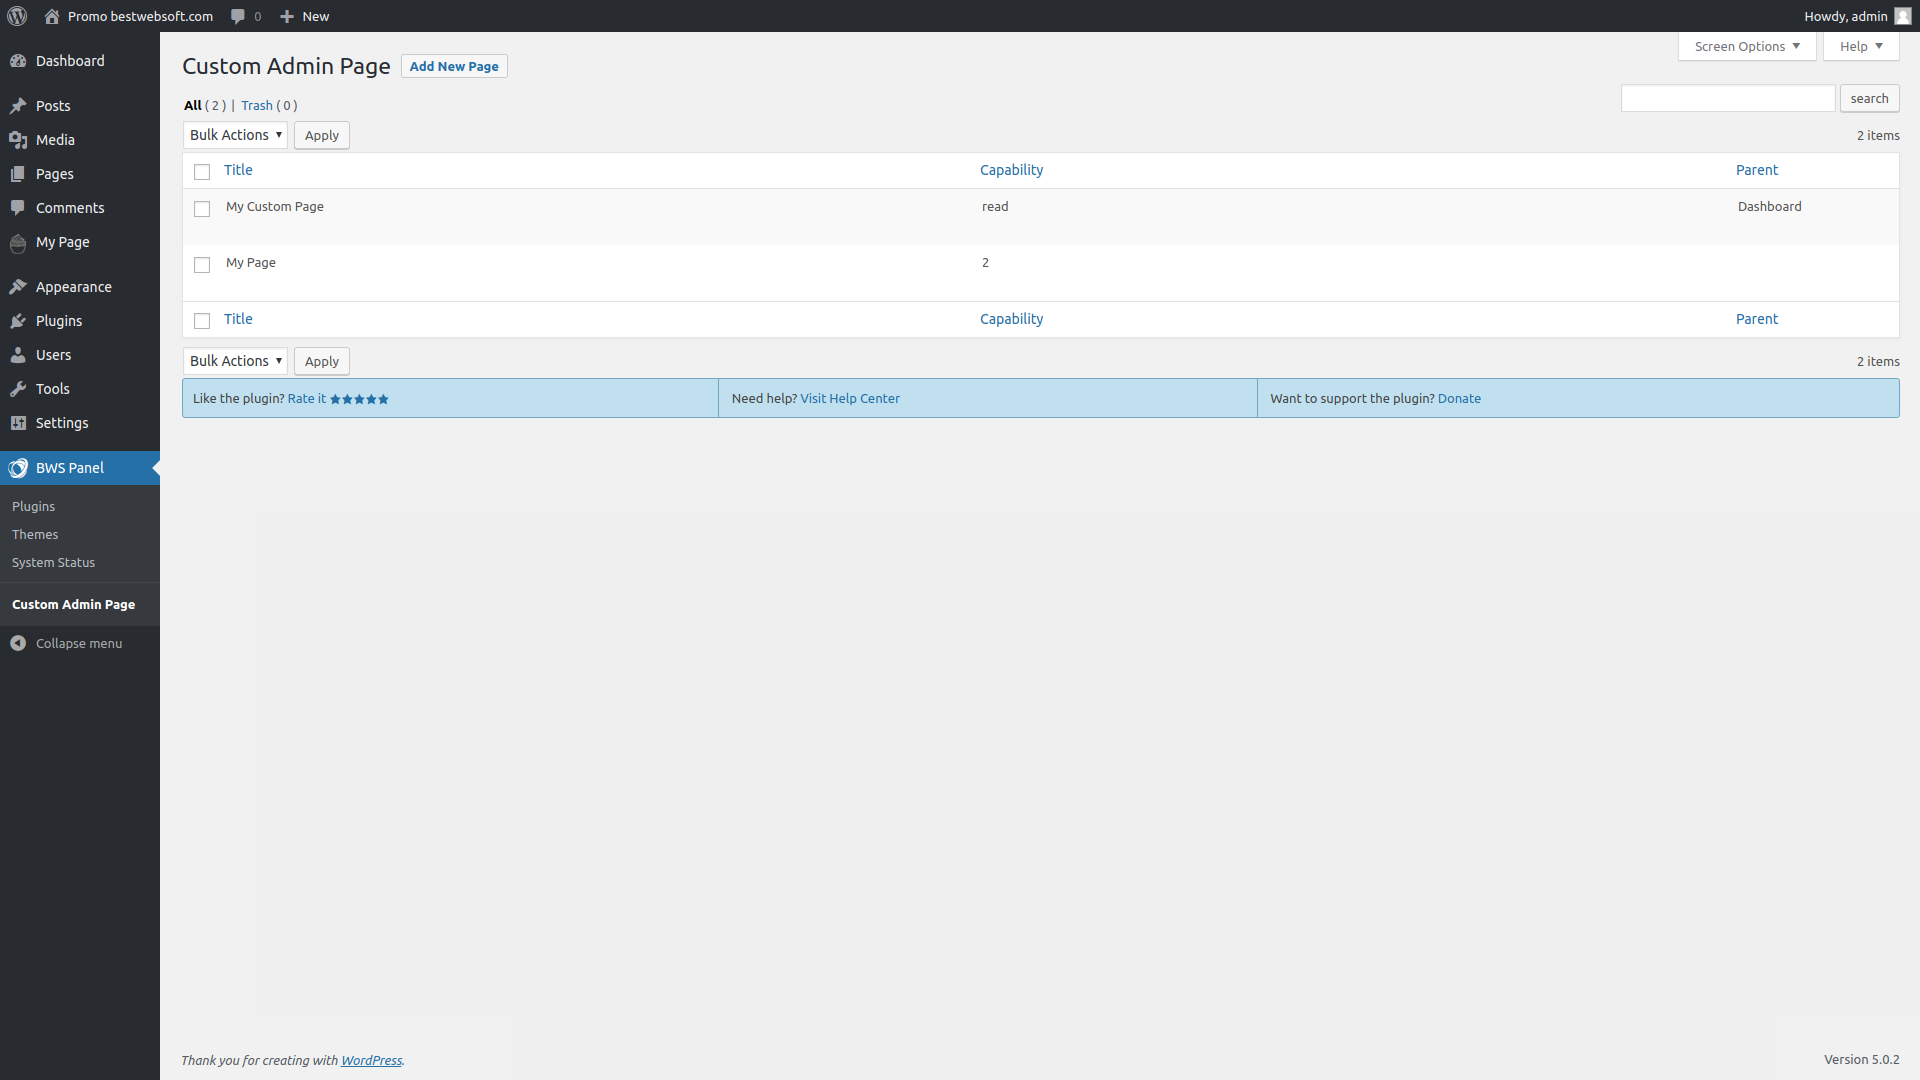 Promo bestwebsoft.com 0 New Howdy, admin
Screen Options Help
Dashboard
Posts
Media
Pages
Comments
My Page
Appearance
Plugins
Users
Tools
Settings
BWS Panel
Plugins
Themes
System Status
Custom Admin Page
Collapse menu
Custom Admin Page Add New Page
All ( 2 ) | Trash ( 0 )
search
Bulk Actions Apply 2 items
Title Capability Parent
My Custom Page read Dashboard
My Page 2
Title Capability Parent
Bulk Actions Apply 2 items
Like the plugin? Rate it ★★★★★ Need help? Visit Help Center Want to support the plugin? Donate
Thank you for creating with WordPress. Version 5.0.2